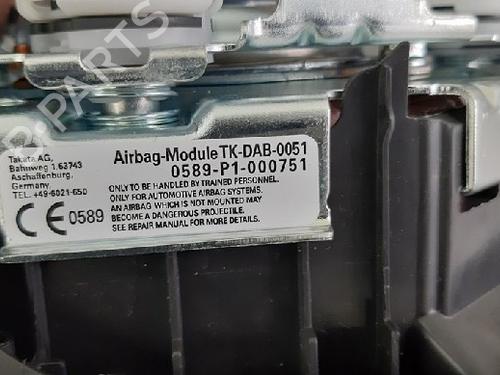 Airbag-Module TK-DAB-0051
0589-P1-000751
Takata AG,
Bahnweg 1,63743
Aschaffenburg,
Germany
TEL.+49-6021-650
ONLY TO BE HANDLED BY TRAINED PERSONNEL.
ONLY FOR AUTOMOTIVE AIRBAG SYSTEMS.
AN AIRBAG WHICH IS NOT MOUNTED MAY
BECOME A DANGEROUS PROJECTILE.
SEE REPAIR MANUAL FOR MORE DETAILS.
CE 0589
B-PARTS